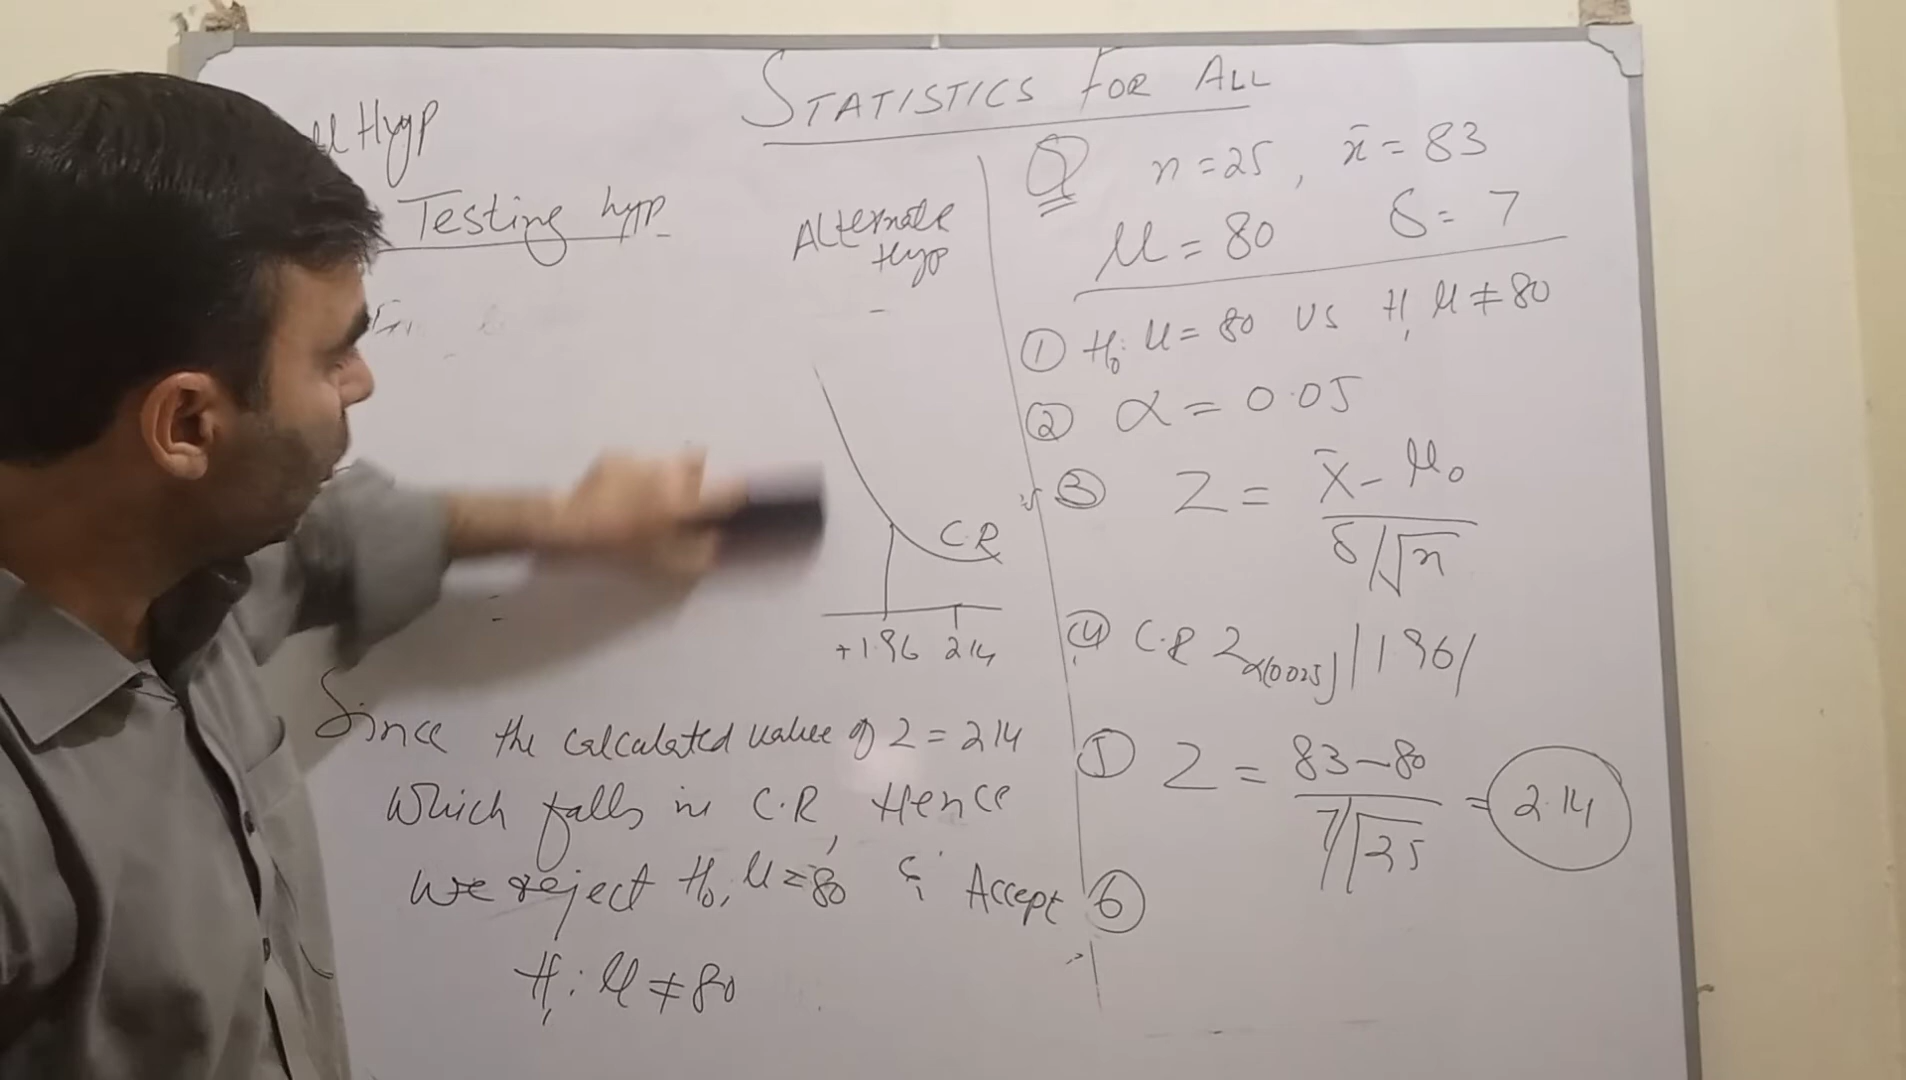 STATISTICS FOR ALL
Hyp
Testing hyp
Alternate
Hyp
C.R
+1.96 2.14
Since the calculated value of Z = 2.14
Which falls in C.R, Hence
we reject H₀, μ = 80 & Accept
H₁: μ ≠ 80
Q n = 25, x̄ = 83
μ = 80 δ = 7
① H₀: μ = 80 VS H₁ μ ≠ 80
② α = 0.05
③ Z = x̄ - μ₀
δ/√n
④ C.R Z α(0.025) |1.96|
⑤ Z = 83 - 80 = 2.14
7/√25
⑥